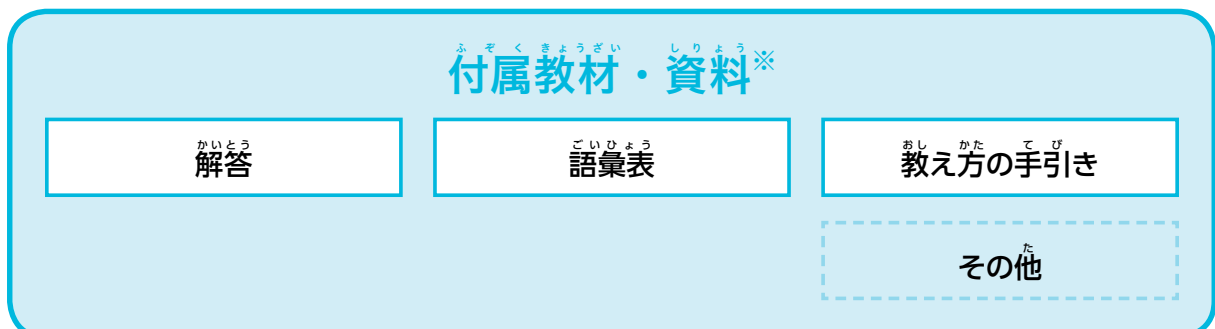 ふぞくきょうざい しりょう
付属教材・資料※
かいとう
解答
ごいひょう
語彙表
おし かた て び
教え方の手引き
た
その他